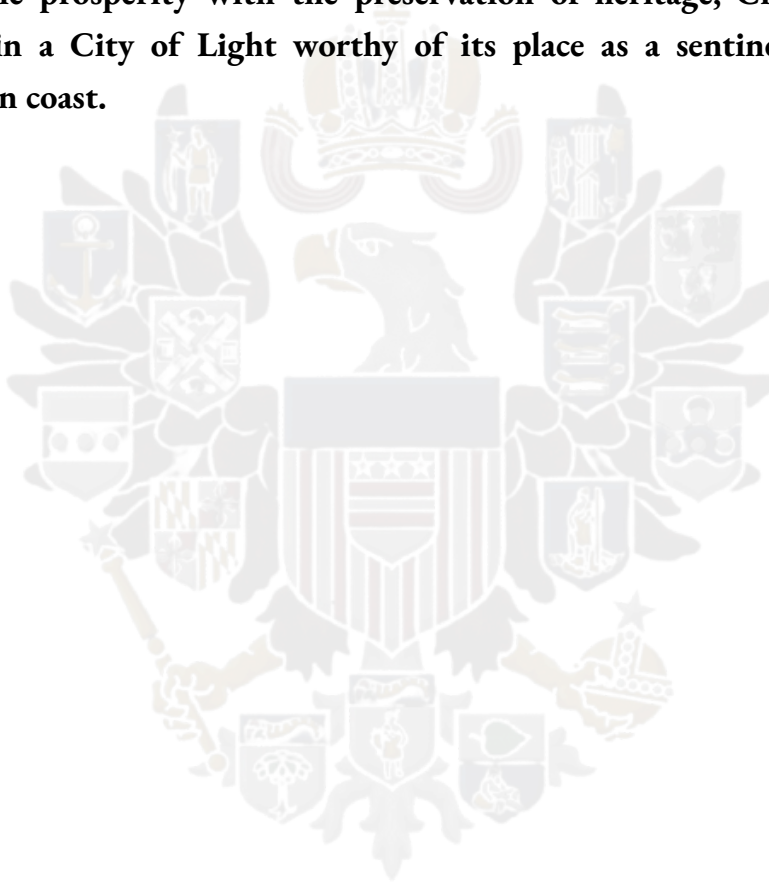 prosperity with the preservation of heritage,
in a City of Light worthy of its place as a
coast.